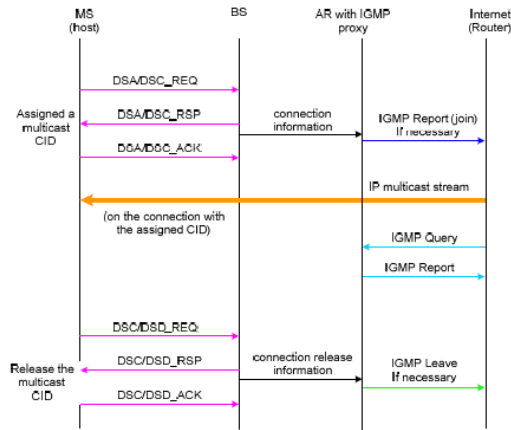 MS
(host)
BS
AR with IGMP
proxy
Internet
(Router)
DSA/DSC_REQ
Assigned a
multicast
CID
DSA/DSC_RSP
connection
information
IGMP Report (join)
If necessary
DSA/DSC_ACK
IP multicast stream
(on the connection with
the assigned CID)
IGMP Query
IGMP Report
DSC/DSD_REQ
Release the
multicast
CID
DSC/DSD_RSP
connection release
information
IGMP Leave
If necessary
DSC/DSD_ACK